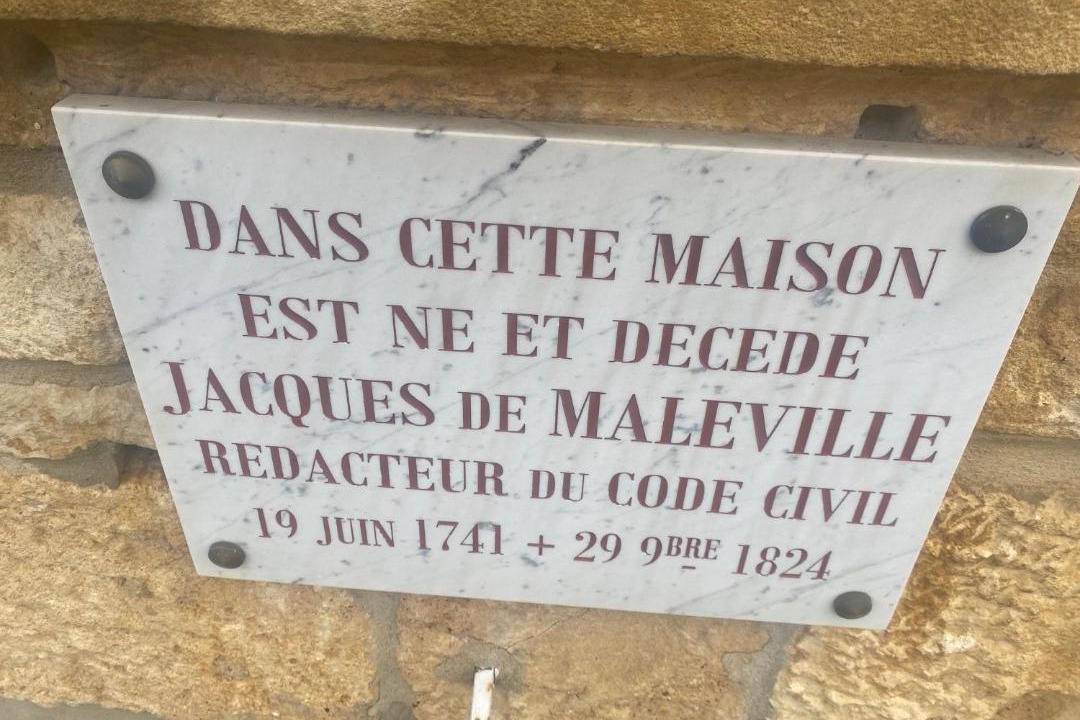 DANS CETTE MAISON
EST NE ET DECEDE
JACQUES DE MALEVILLE
REDACTEUR DU CODE CIVIL
19 JUIN 1741 + 29 9BRE 1824